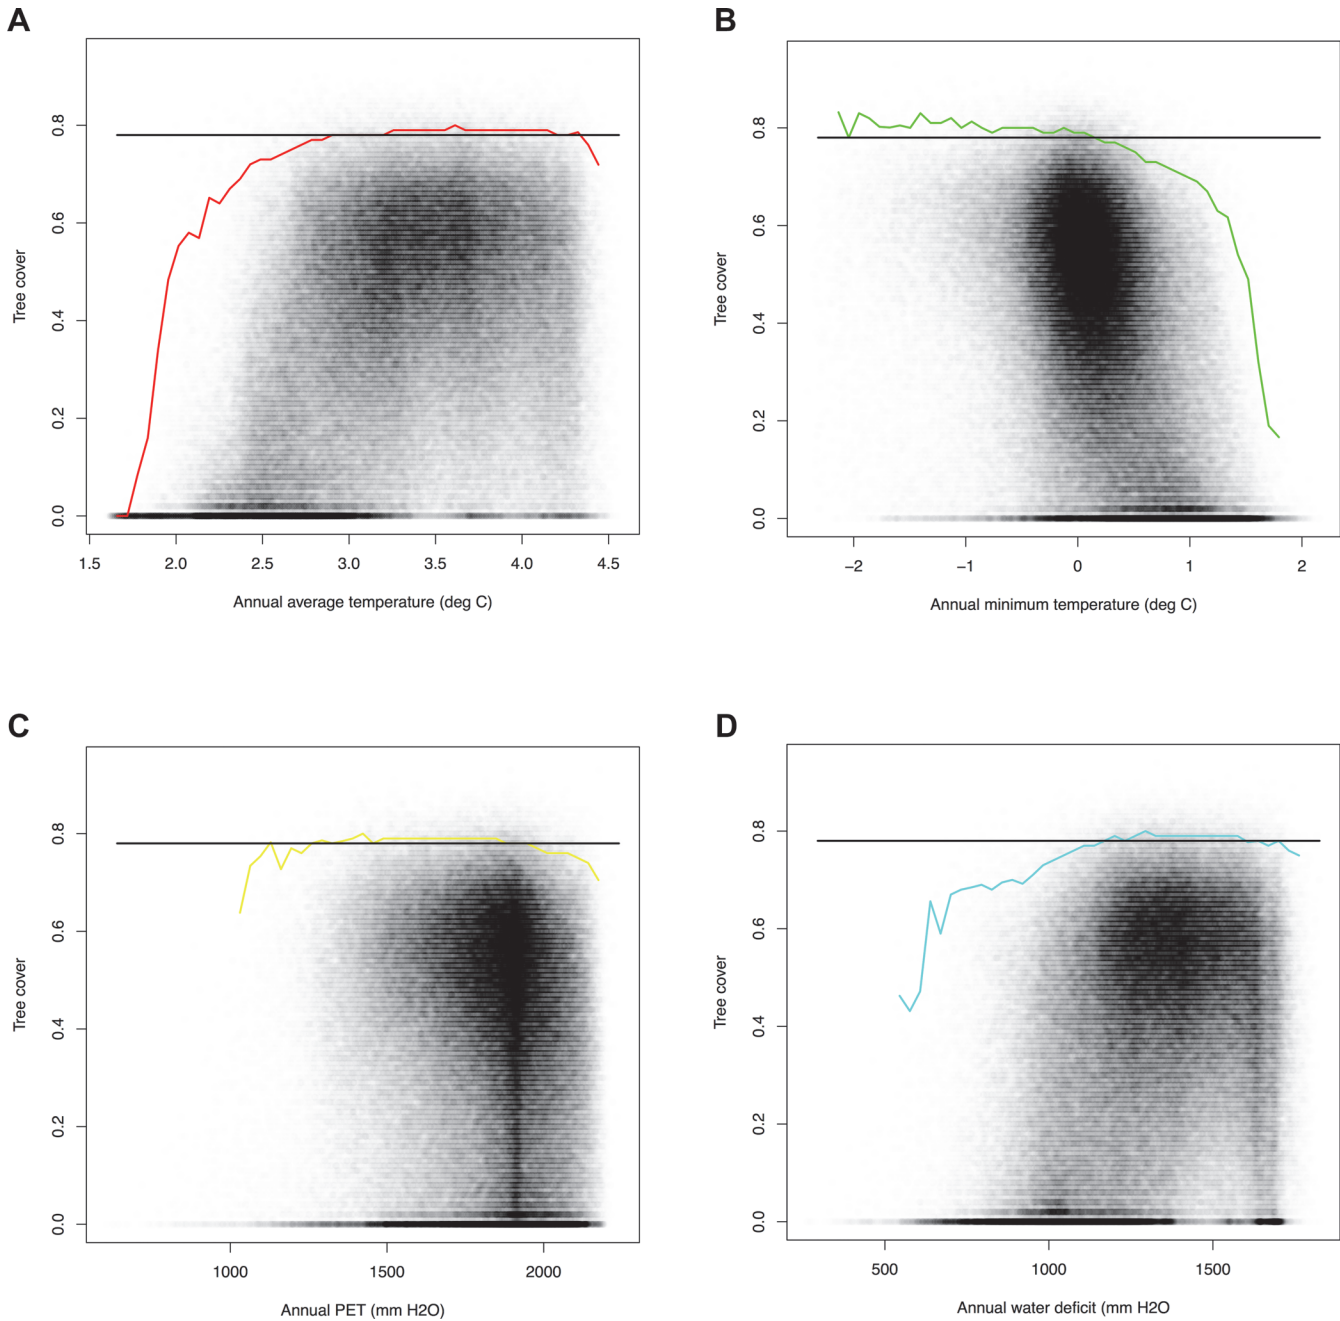 A
Tree cover
0.8
0.6
0.4
0.2
0.0
1.5 2.0 2.5 3.0 3.5 4.0 4.5
Annual average temperature (deg C)
B
Tree cover
0.8
0.6
0.4
0.2
0.0
−2 −1 0 1 2
Annual minimum temperature (deg C)
C
Tree cover
0.8
0.6
0.4
0.2
0.0
1000 1500 2000
Annual PET (mm H2O)
D
Tree cover
0.8
0.6
0.4
0.2
0.0
500 1000 1500
Annual water deficit (mm H2O